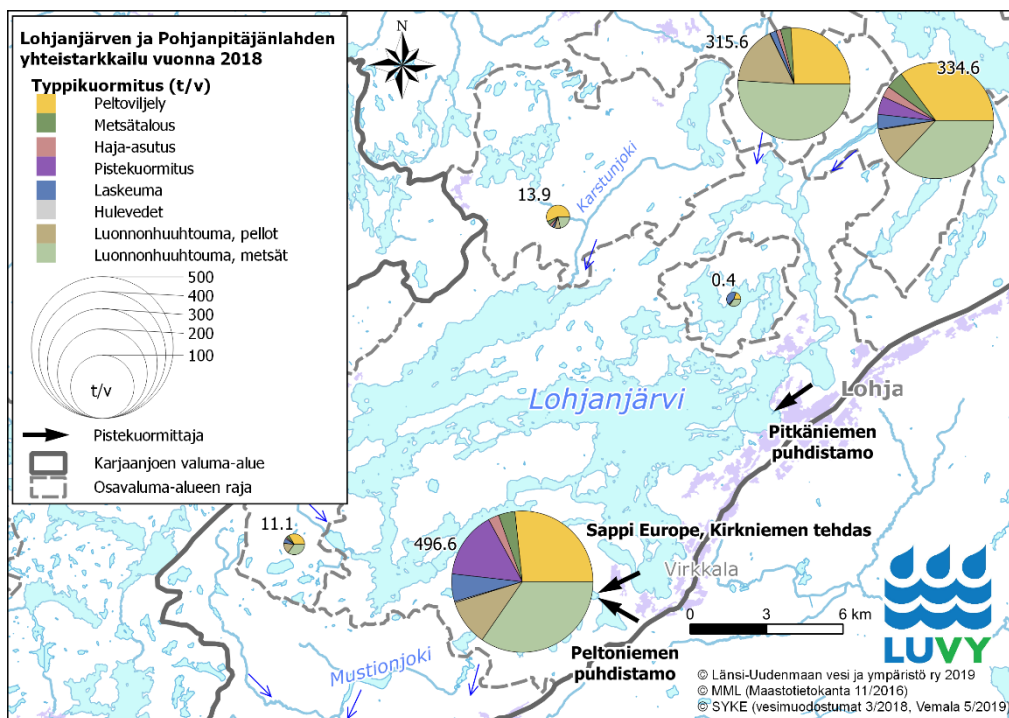 Lohjanjärven ja Pohjanpitäjänlahden
yhteistarkkailu vuonna 2018
Typpikuormitus (t/v)
Peltoviljely
Metsätalous
Haja-asutus
Pistekuormitus
Laskeuma
Hulevedet
Luonnonhuuhtouma, pellot
Luonnonhuuhtouma, metsät
500
400
300
200
100
t/v
Pistekuormittaja
Karjaanjoen valuma-alue
Osavaluma-alueen raja
N
315.6
334.6
13.9
Karstunjoki
0.4
Lohjanjärvi
Lohja
Pitkäniemen
puhdistamo
11.1
496.6
Sappi Europe, Kirkniemen tehdas
Virkkala
Peltoniemen
puhdistamo
Mustionjoki
0 3 6 km
LUVY
© Länsi-Uudenmaan vesi ja ympäristö ry 2019
© MML (Maastotietokanta 11/2016)
© SYKE (vesimuodostumat 3/2018, Vemala 5/2019)